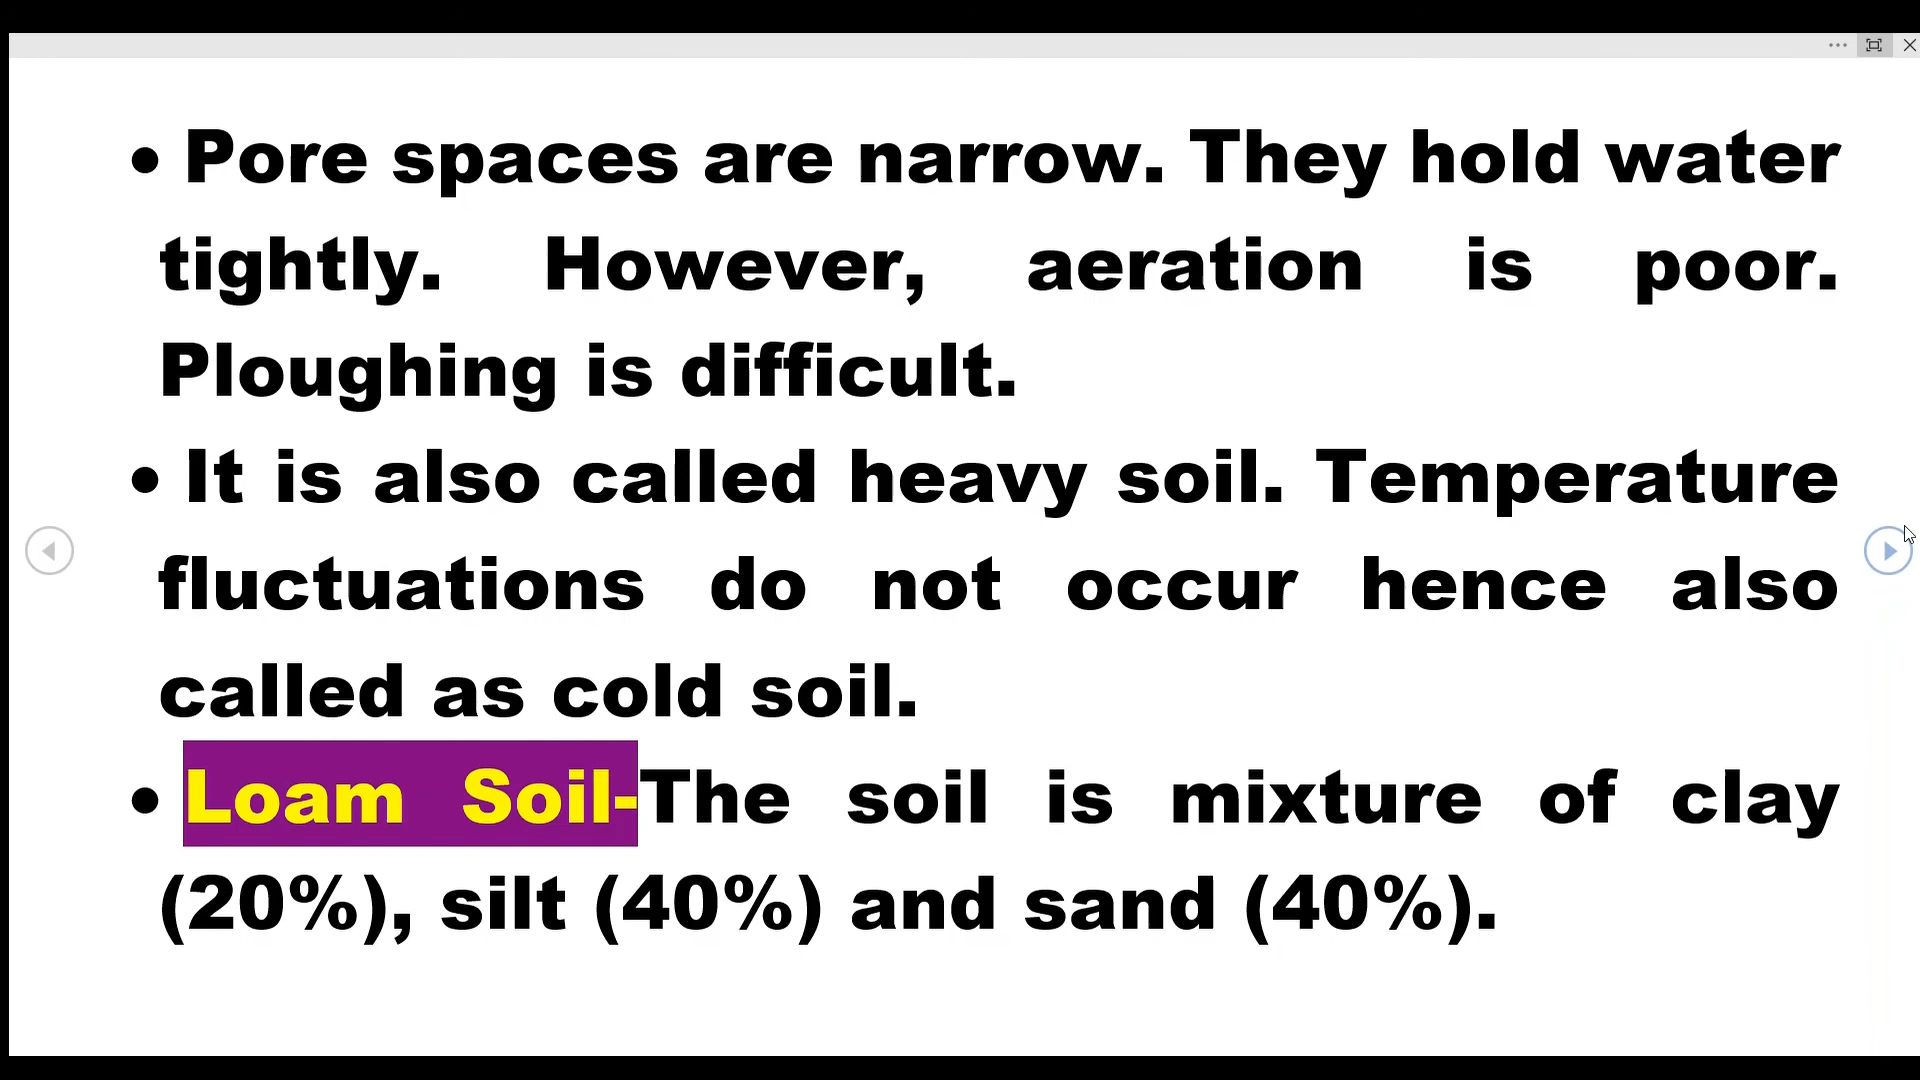 • Pore spaces are narrow. They hold water
tightly. However, aeration is poor.
Ploughing is difficult.
• It is also called heavy soil. Temperature
fluctuations do not occur hence also
called as cold soil.
• Loam Soil-The soil is mixture of clay
(20%), silt (40%) and sand (40%).